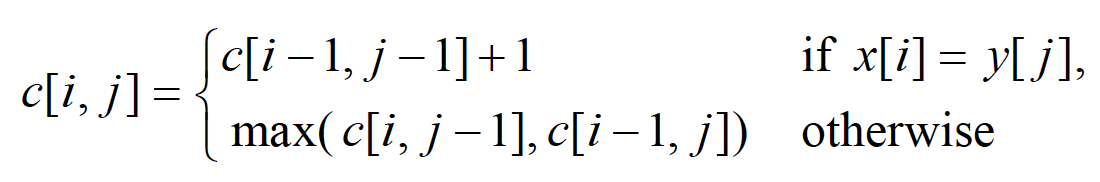 c[i, j] = { c[i − 1, j − 1] + 1 if x[i] = y[j],
max(c[i, j − 1], c[i − 1, j]) otherwise